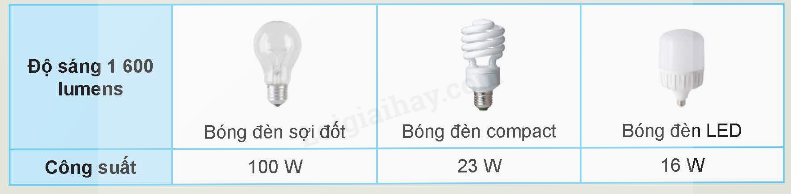 Độ sáng 1 600
lumens
Bóng đèn sợi đốt
Bóng đèn compact
Bóng đèn LED
Công suất
100 W
23 W
16 W